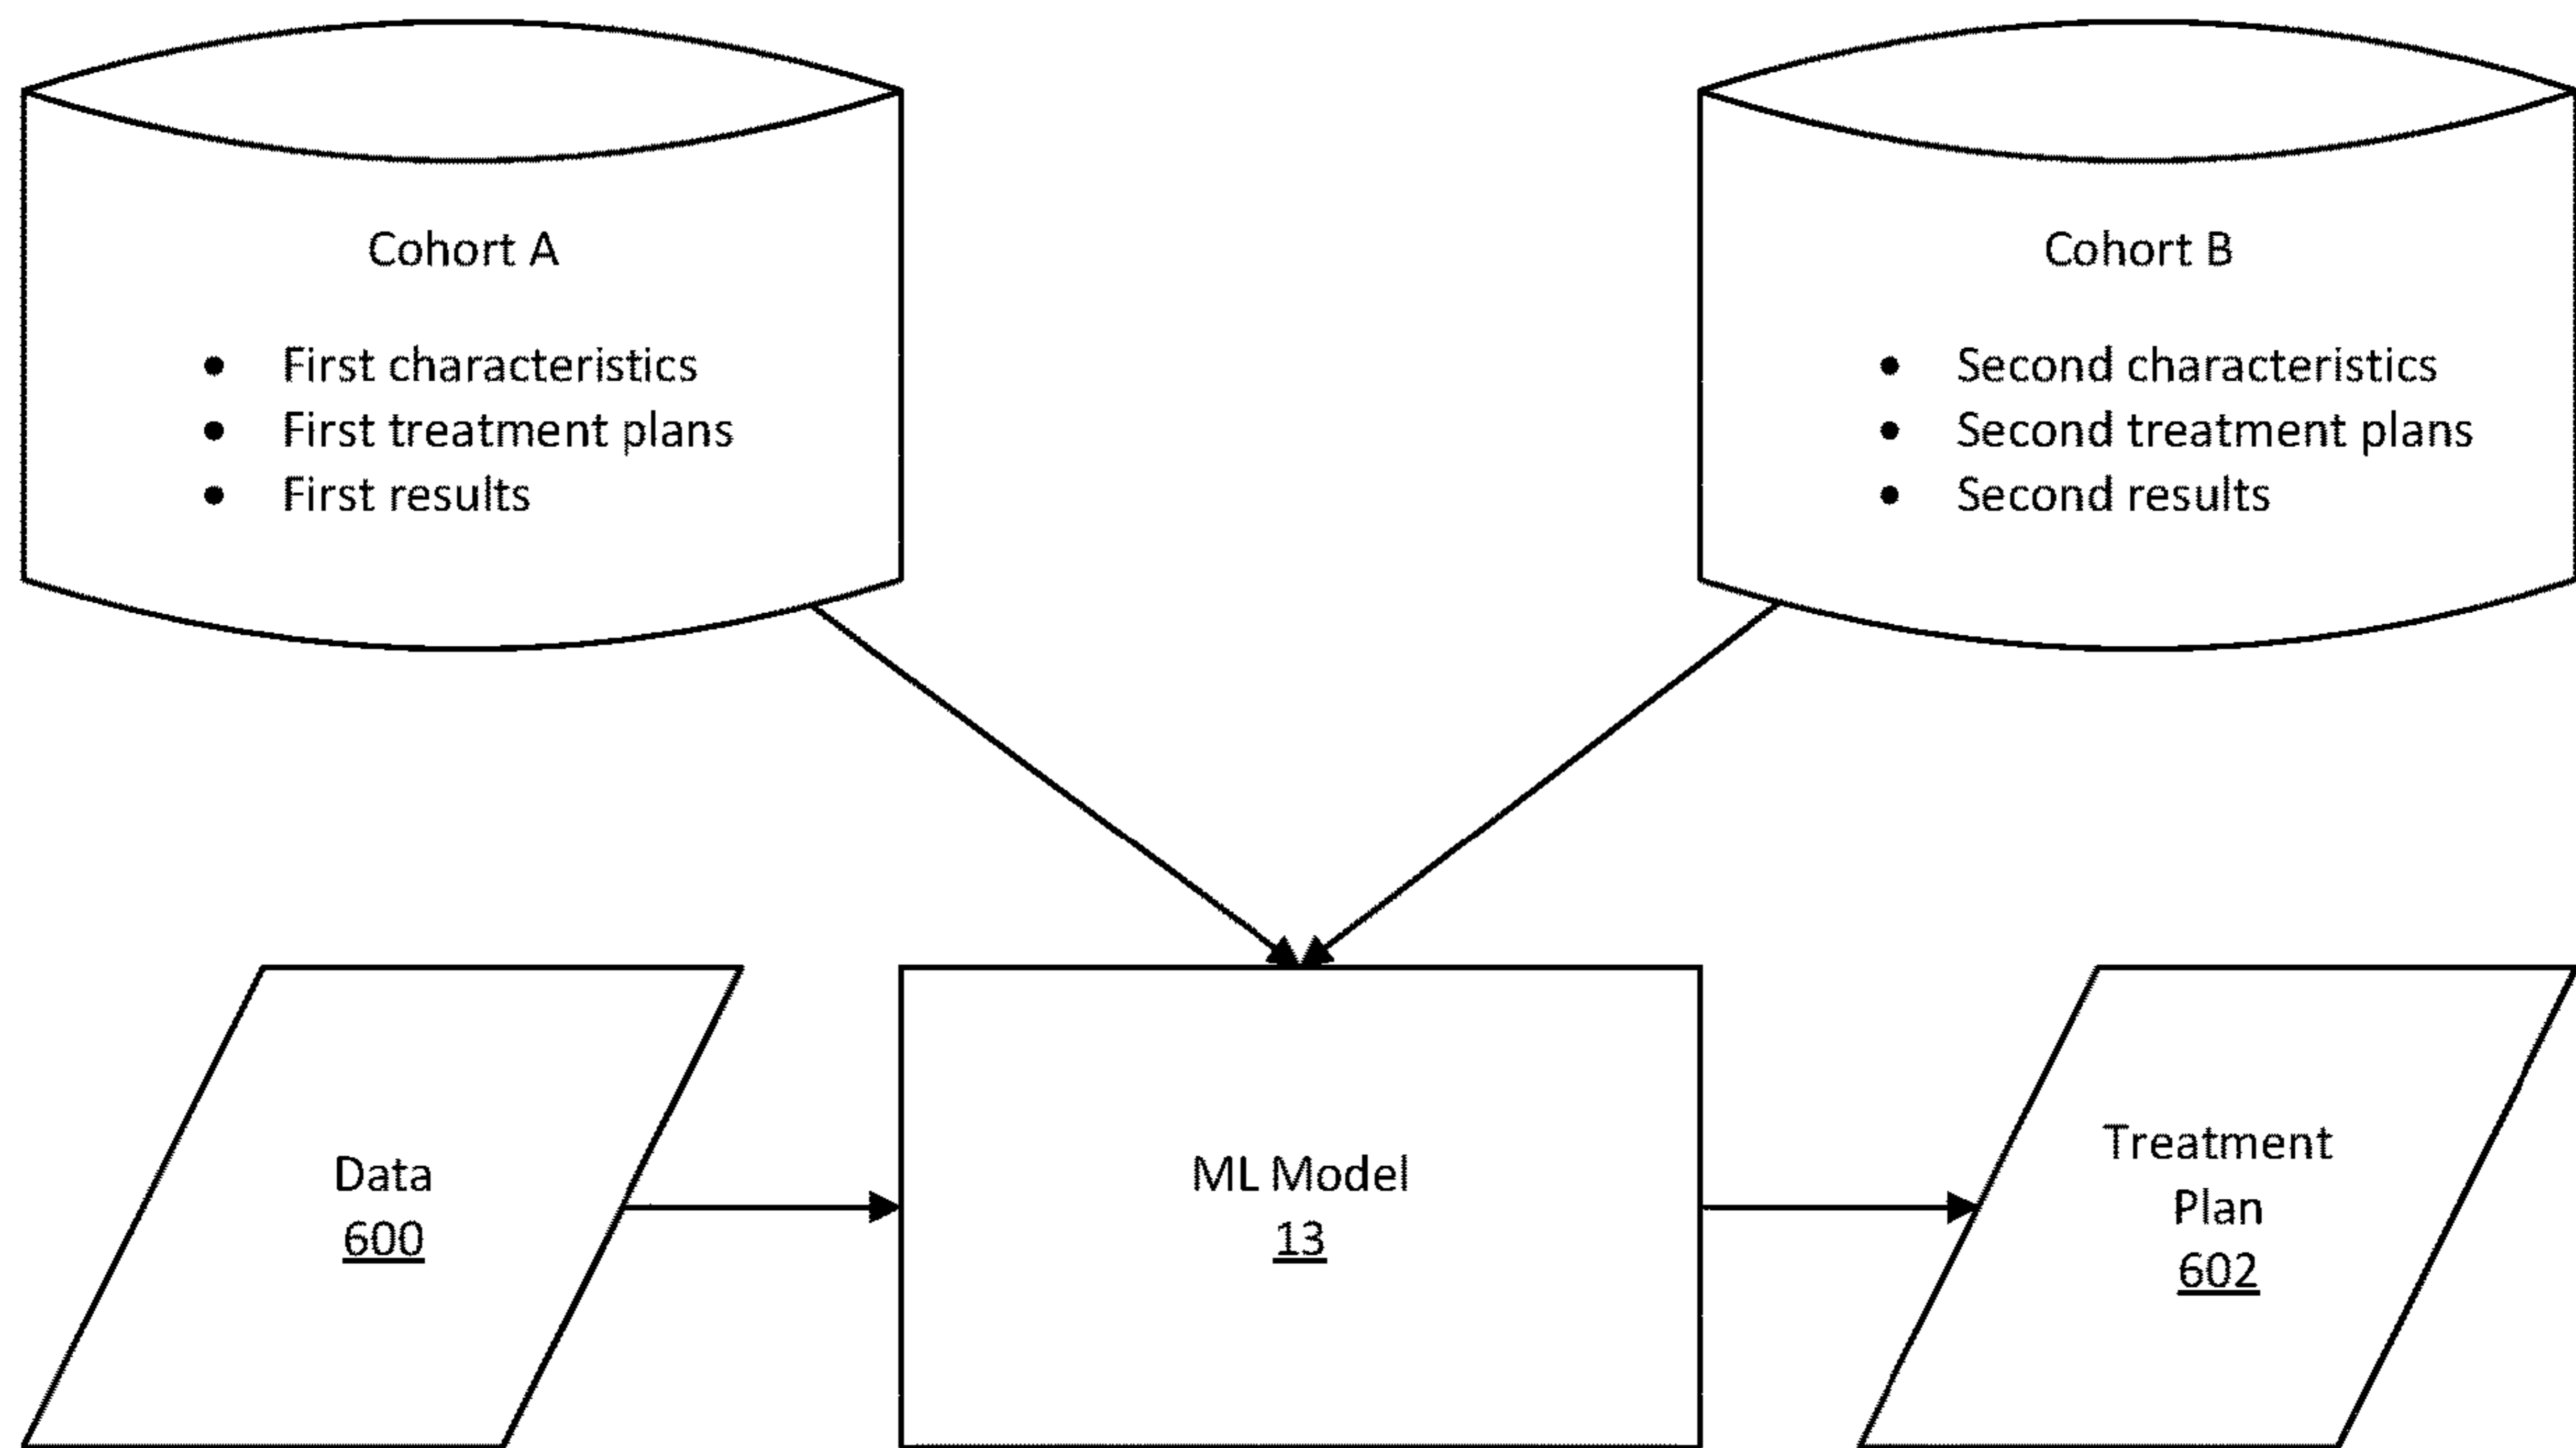 Cohort A
• First characteristics
• First treatment plans
• First results
Cohort B
• Second characteristics
• Second treatment plans
• Second results
Data
600
ML Model
13
Treatment
Plan
602